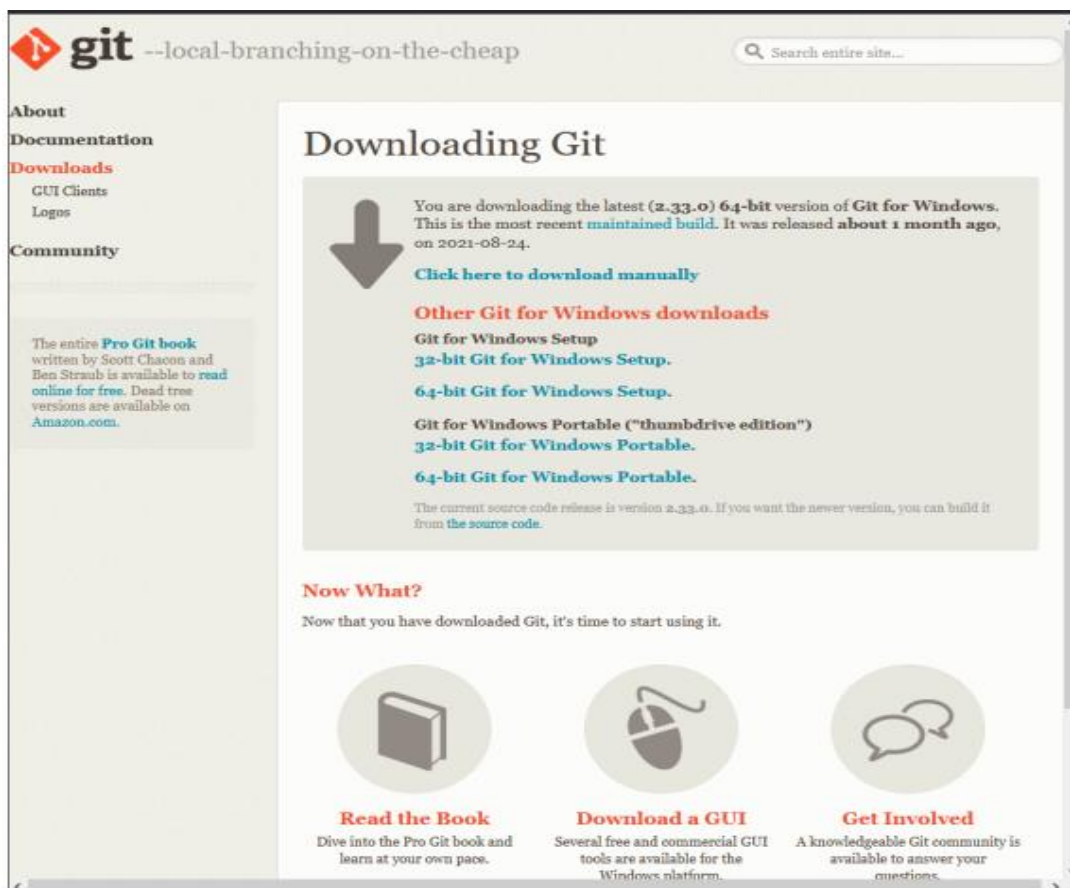 git --local-branching-on-the-cheap
Search entire site...
About
Documentation
Downloads
GUI Clients
Logos
Community
The entire Pro Git book
written by Scott Chacon and
Ben Straub is available to read
online for free. Dead tree
versions are available on
Amazon.com.
Downloading Git
You are downloading the latest (2.33.0) 64-bit version of Git for Windows.
This is the most recent maintained build. It was released about 1 month ago,
on 2021-08-24.
Click here to download manually
Other Git for Windows downloads
Git for Windows Setup
32-bit Git for Windows Setup.
64-bit Git for Windows Setup.
Git for Windows Portable ("thumbdrive edition")
32-bit Git for Windows Portable.
64-bit Git for Windows Portable.
The current source code release is version 2.33.0. If you want the newer version, you can build it
from the source code.
Now What?
Now that you have downloaded Git, it's time to start using it.
Read the Book
Dive into the Pro Git book and
learn at your own pace.
Download a GUI
Several free and commercial GUI
tools are available for the
Windows platform.
Get Involved
A knowledgeable Git community is
available to answer your
questions.